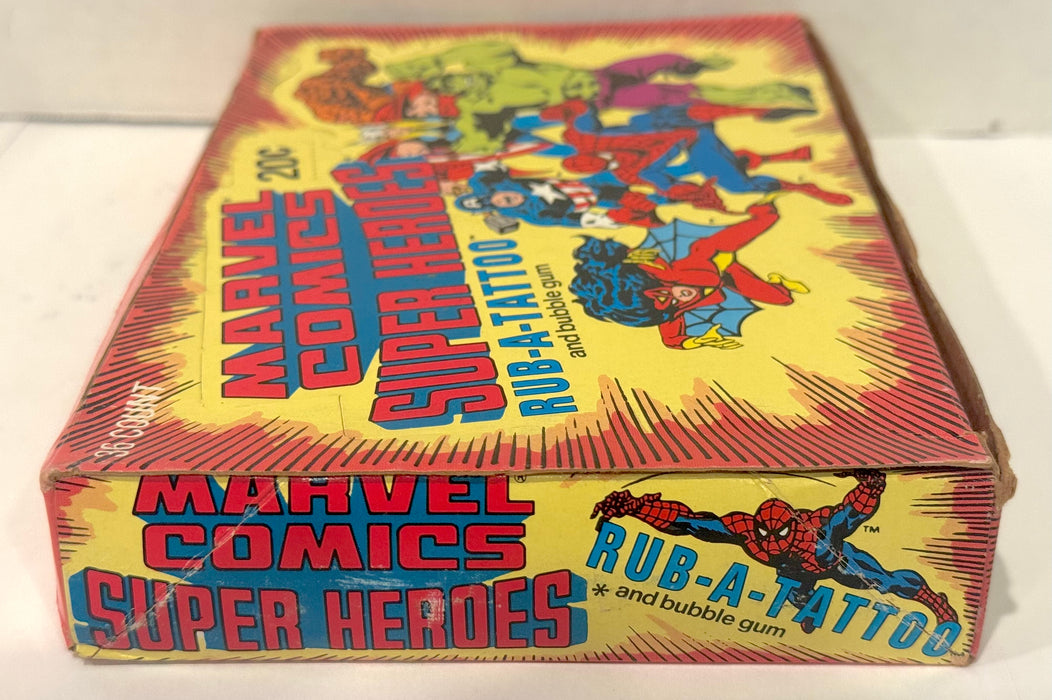 36 COUNT
MARVEL
COMICS 20¢
SUPER HEROES
RUB-A-TATTOO™
and bubble gum
MARVEL®
COMICS
SUPER HEROES
RUB-A-TATTOO
* and bubble gum
TM